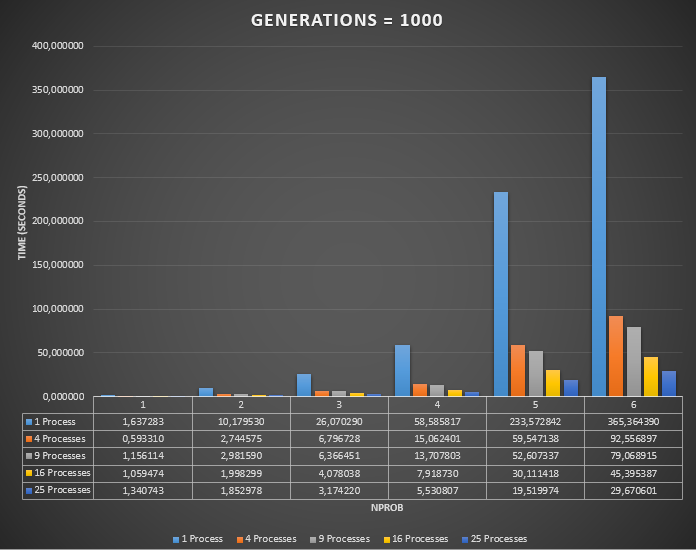 GENERATIONS = 1000
400,000000
350,000000
300,000000
250,000000
200,000000
150,000000
100,000000
50,000000
0,000000
TIME (SECONDS)
1 2 3 4 5 6
1 Process 1,637283 10,179530 26,070290 58,585817 233,572842 365,364390
4 Processes 0,593310 2,744575 6,796728 15,062401 59,547138 92,556897
9 Processes 1,156114 2,981590 6,366451 13,707803 52,607337 79,068915
16 Processes 1,059474 1,998299 4,078038 7,918730 30,111418 45,395387
25 Processes 1,340743 1,852978 3,174220 5,530807 19,519974 29,670601
NPROB
1 Process 4 Processes 9 Processes 16 Processes 25 Processes